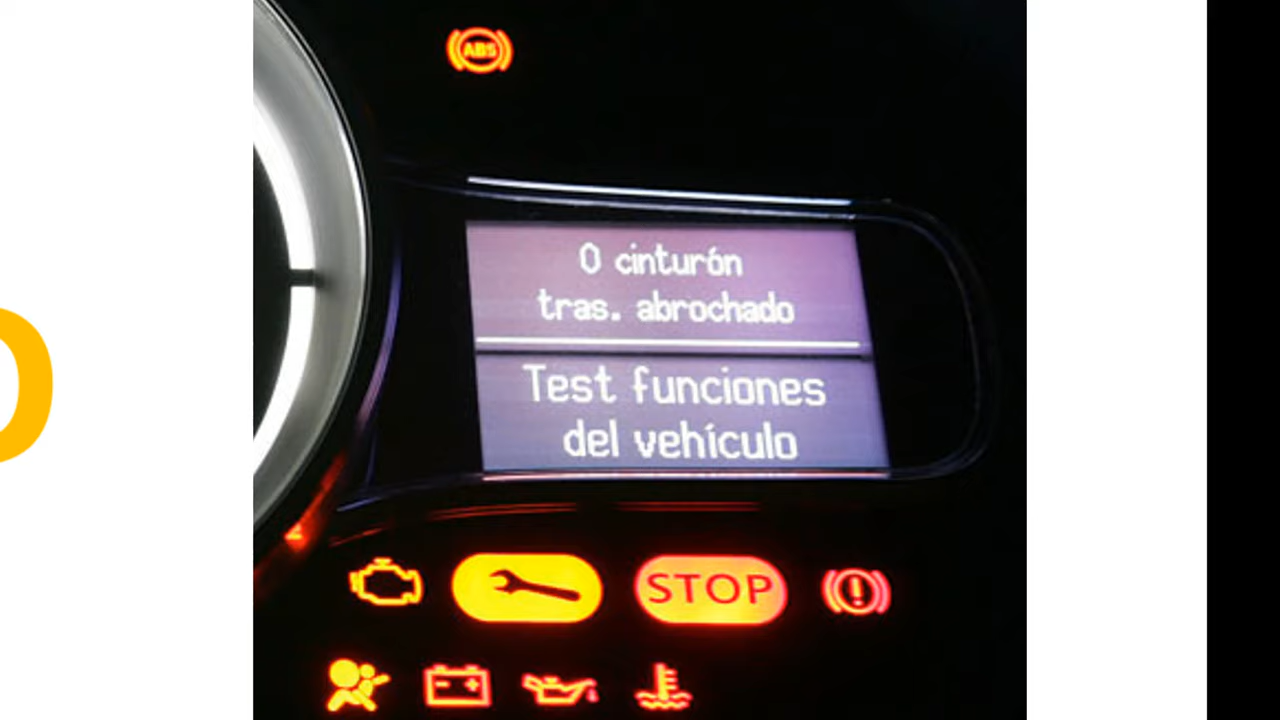 ABS
0 cinturón
tras. abrochado
Test funciones
del vehículo
STOP